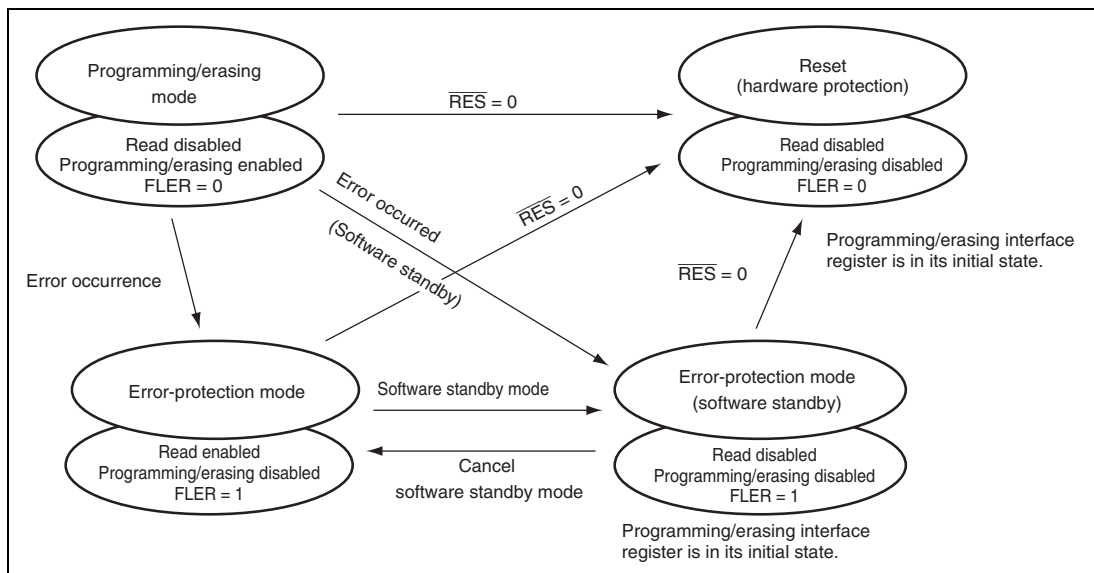 Programming/erasing
mode
Read disabled
Programming/erasing enabled
FLER = 0
RES = 0
Reset
(hardware protection)
Read disabled
Programming/erasing disabled
FLER = 0
Programming/erasing interface
register is in its initial state.
Error occurred
(Software standby)
RES = 0
RES = 0
Error occurrence
Error-protection mode
Read enabled
Programming/erasing disabled
FLER = 1
Software standby mode
Cancel
software standby mode
Error-protection mode
(software standby)
Read disabled
Programming/erasing disabled
FLER = 1
Programming/erasing interface
register is in its initial state.